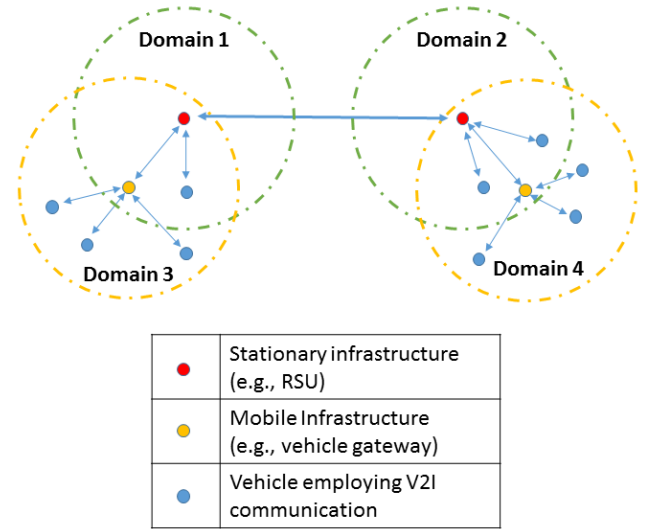 Domain 1
Domain 2
Domain 3
Domain 4
Stationary infrastructure
(e.g., RSU)
Mobile Infrastructure
(e.g., vehicle gateway)
Vehicle employing V2I
communication